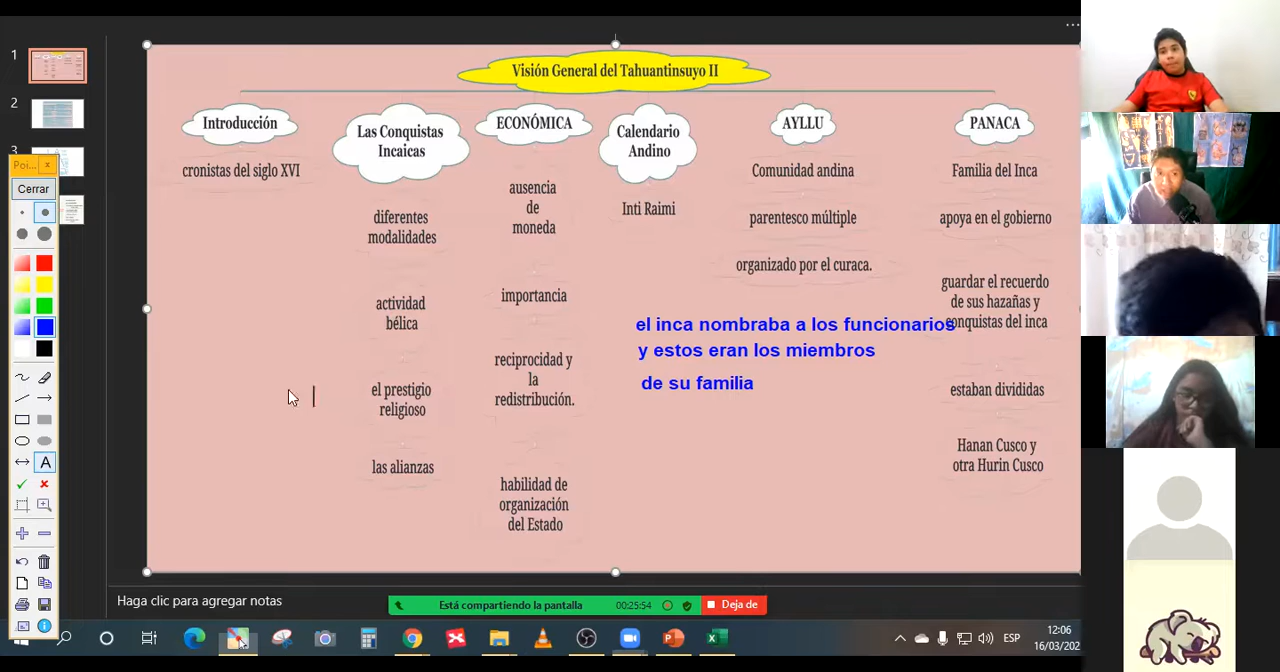 1
2
3
Poi... x
Cerrar
A
Visión General del Tahuantinsuyo II
Introducción
cronistas del siglo XVI
Las Conquistas
Incaicas
diferentes
modalidades
actividad
bélica
el prestigio
religioso
las alianzas
ECONÓMICA
ausencia
de
moneda
importancia
reciprocidad y
la
redistribución.
habilidad de
organización
del Estado
Calendario
Andino
Inti Raimi
AYLLU
Comunidad andina
parentesco múltiple
organizado por el curaca.
PANACA
Familia del Inca
apoya en el gobierno
guardar el recuerdo
de sus hazañas y
conquistas del inca
estaban divididas
Hanan Cusco y
otra Hurin Cusco
el inca nombraba a los funcionarios
y estos eran los miembros
de su familia
Haga clic para agregar notas
Está compartiendo la pantalla
00:25:54
Deja de
ESP
12:06
16/03/202